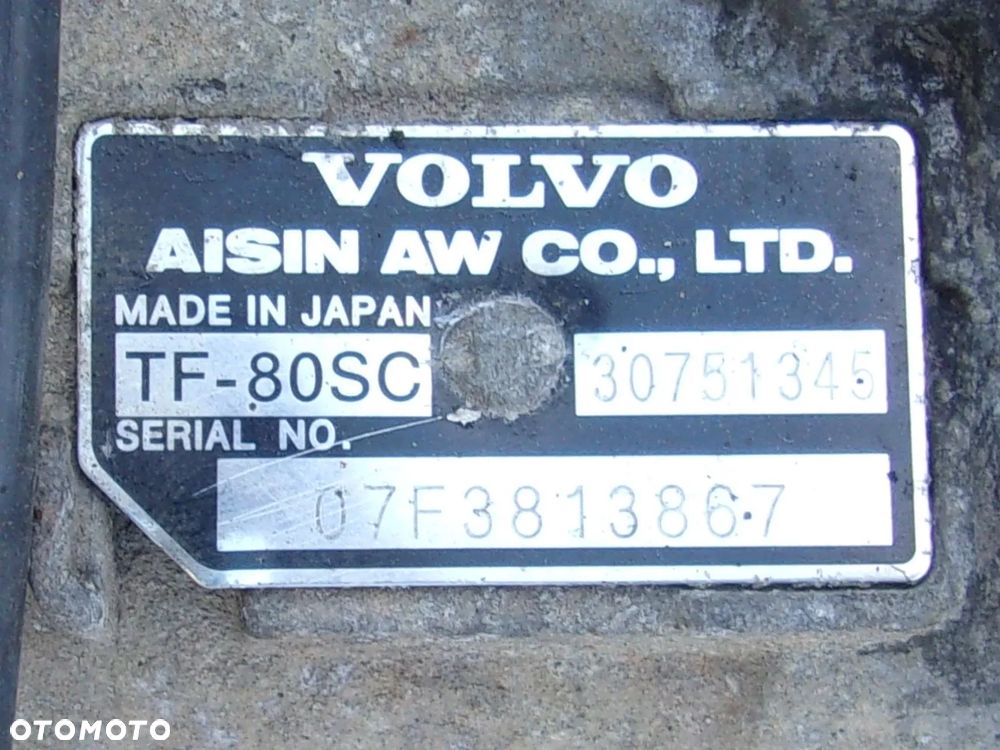 VOLVO
AISIN AW CO., LTD.
MADE IN JAPAN
TF-80SC 30751345
SERIAL NO.
07F3813867
OTOMOTO